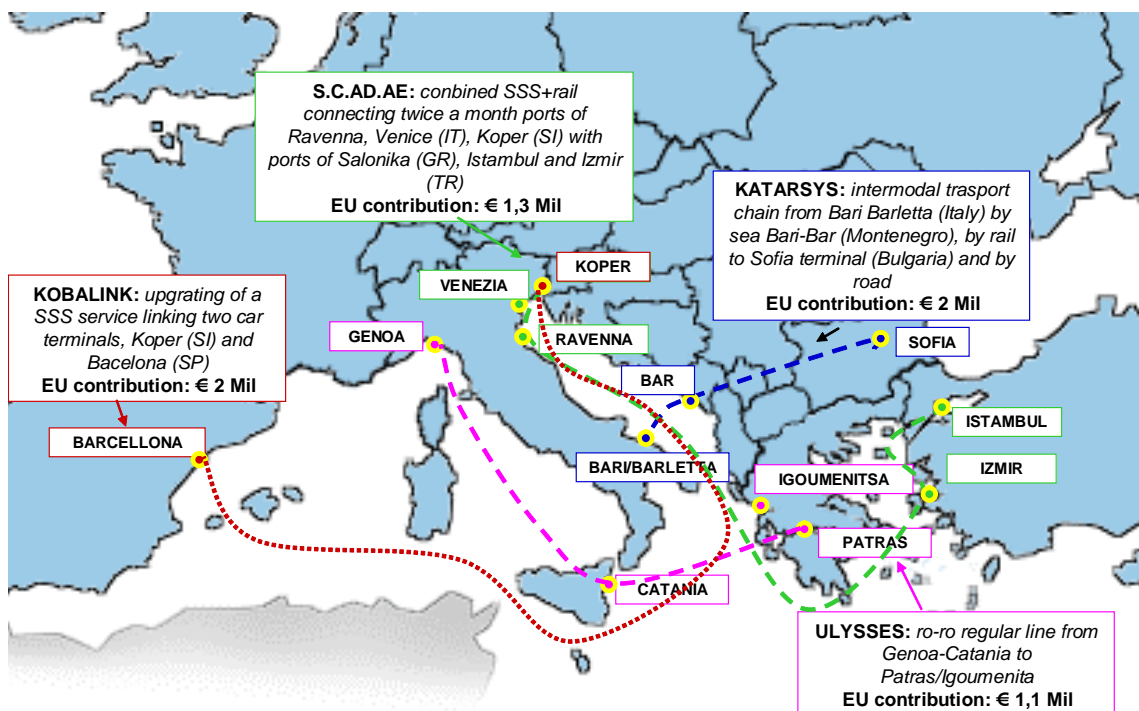 S.C.AD.AE: combined SSS+rail
connecting twice a month ports of
Ravenna, Venice (IT), Koper (SI) with
ports of Salonika (GR), Istambul and Izmir
(TR)
EU contribution: € 1,3 Mil
KATARSYS: intermodal trasport
chain from Bari Barletta (Italy) by
sea Bari-Bar (Montenegro), by rail
to Sofia terminal (Bulgaria) and by
road
EU contribution: € 2 Mil
KOBALINK: upgrating of a
SSS service linking two car
terminals, Koper (SI) and
Bacelona (SP)
EU contribution: € 2 Mil
KOPER
VENEZIA
GENOA
RAVENNA
SOFIA
BAR
BARCELLONA
ISTAMBUL
BARI/BARLETTA
IGOUMENITSA
IZMIR
PATRAS
CATANIA
ULYSSES: ro-ro regular line from
Genoa-Catania to
Patras/Igoumenita
EU contribution: € 1,1 Mil